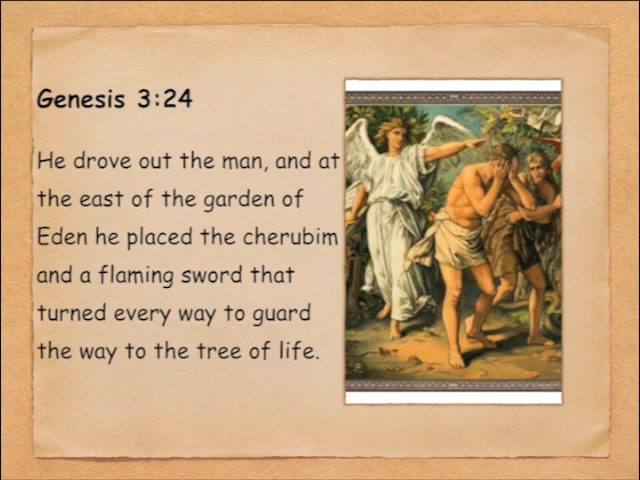 Genesis 3:24
He drove out the man, and at
the east of the garden of
Eden he placed the cherubim
and a flaming sword that
turned every way to guard
the way to the tree of life.